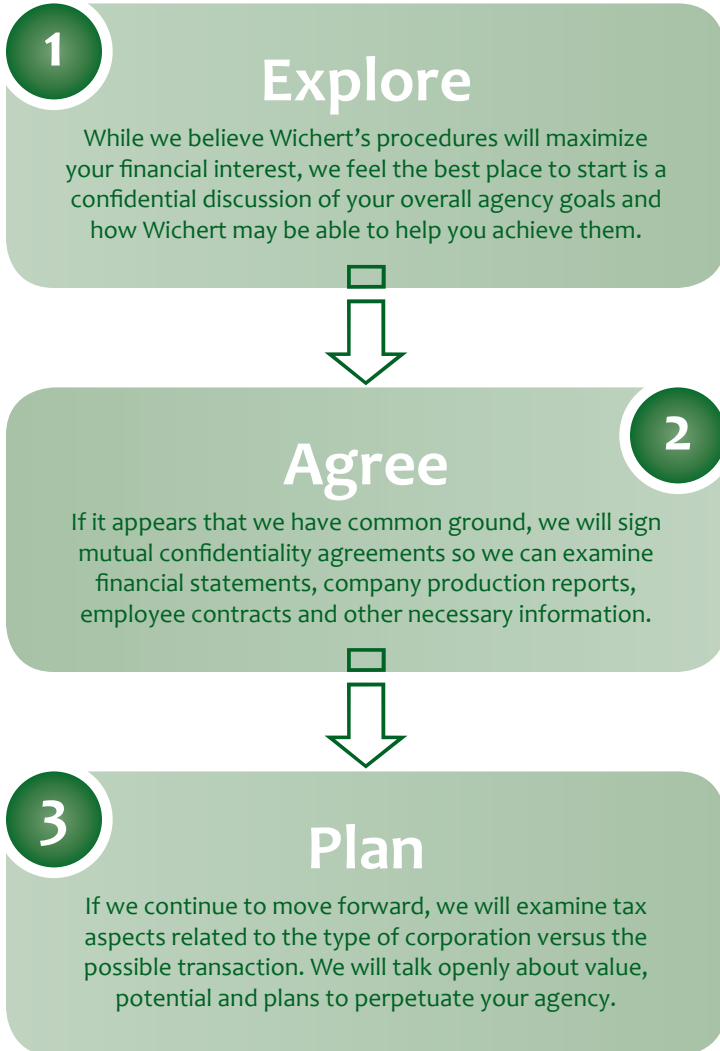 1
Explore
While we believe Wichert’s procedures will maximize
your financial interest, we feel the best place to start is a
confidential discussion of your overall agency goals and
how Wichert may be able to help you achieve them.
2
Agree
If it appears that we have common ground, we will sign
mutual confidentiality agreements so we can examine
financial statements, company production reports,
employee contracts and other necessary information.
3
Plan
If we continue to move forward, we will examine tax
aspects related to the type of corporation versus the
possible transaction. We will talk openly about value,
potential and plans to perpetuate your agency.